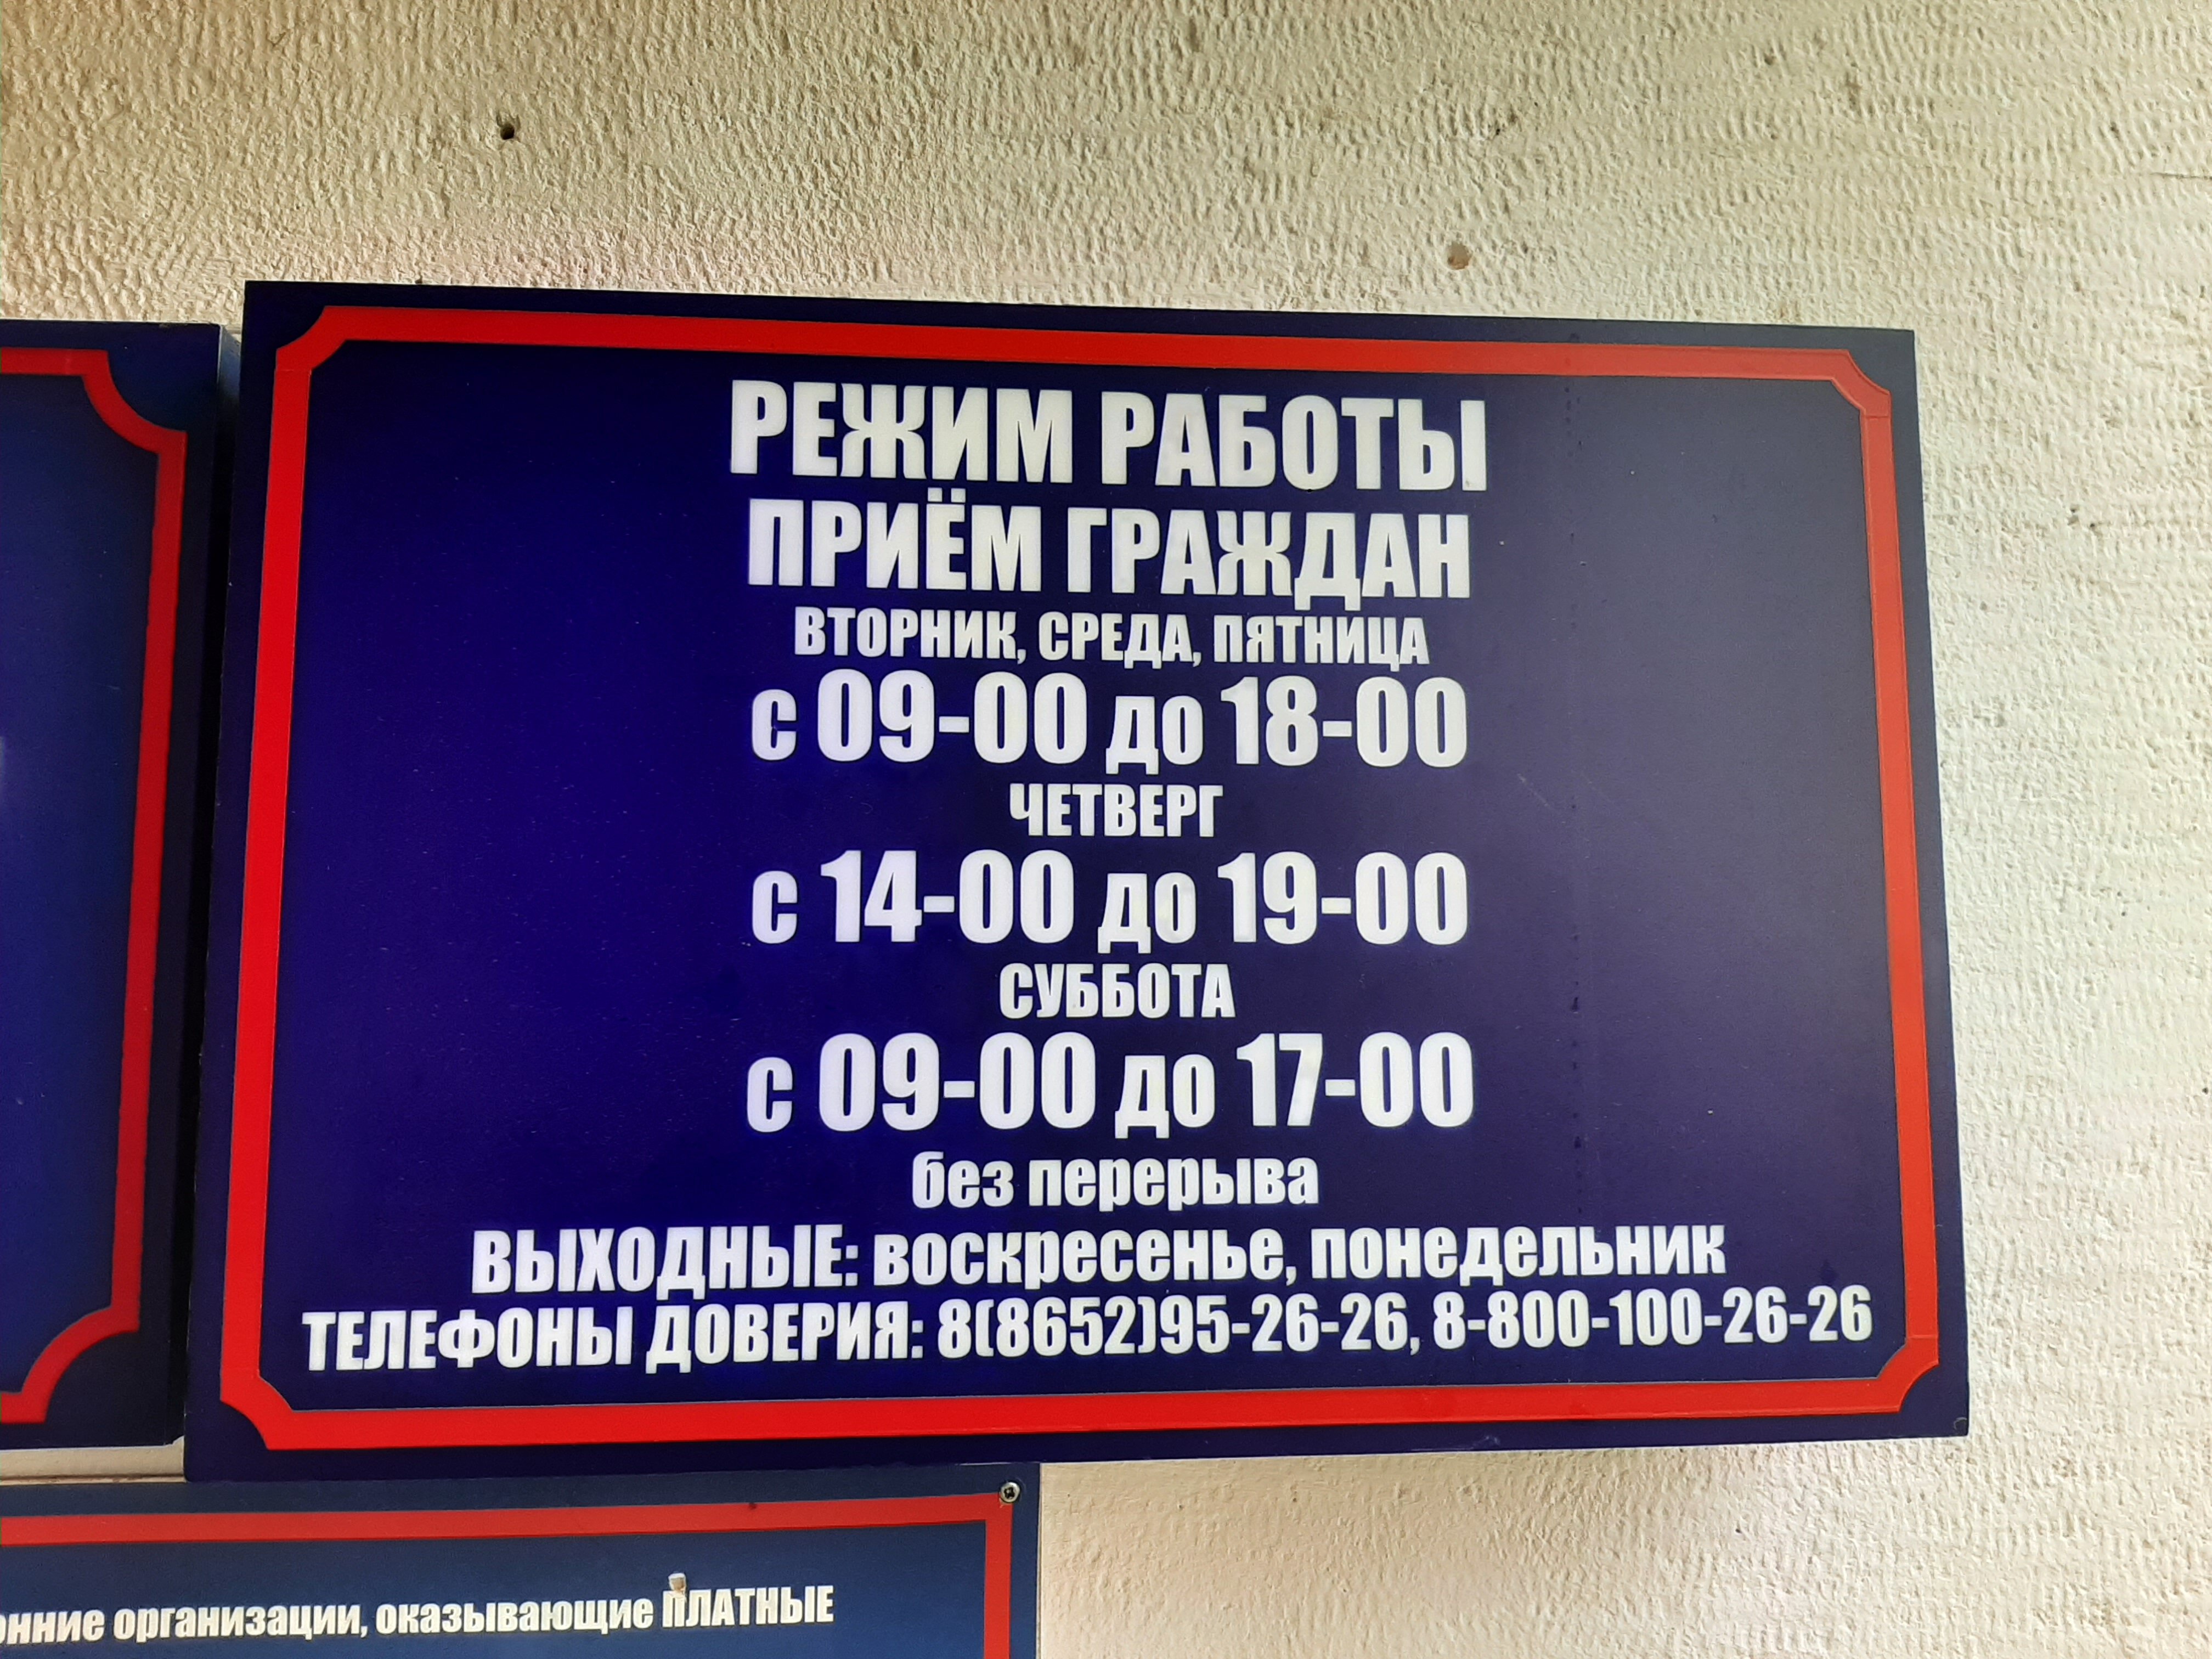 РЕЖИМ РАБОТЫ
ПРИЁМ ГРАЖДАН
ВТОРНИК, СРЕДА, ПЯТНИЦА
с 09-00 до 18-00
ЧЕТВЕРГ
с 14-00 до 19-00
СУББОТА
с 09-00 до 17-00
без перерыва
ВЫХОДНЫЕ: воскресенье, понедельник
ТЕЛЕФОНЫ ДОВЕРИЯ: 8(8652)95-26-26, 8-800-100-26-26
организации, оказывающие ПЛАТНЫЕ